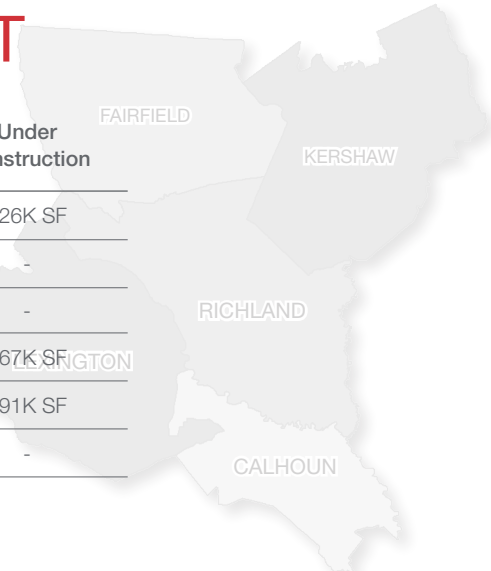 T
Under
nstruction
26K SF
-
-
67K SF
91K SF
-
FAIRFIELD
KERSHAW
RICHLAND
LEXINGTON
CALHOUN